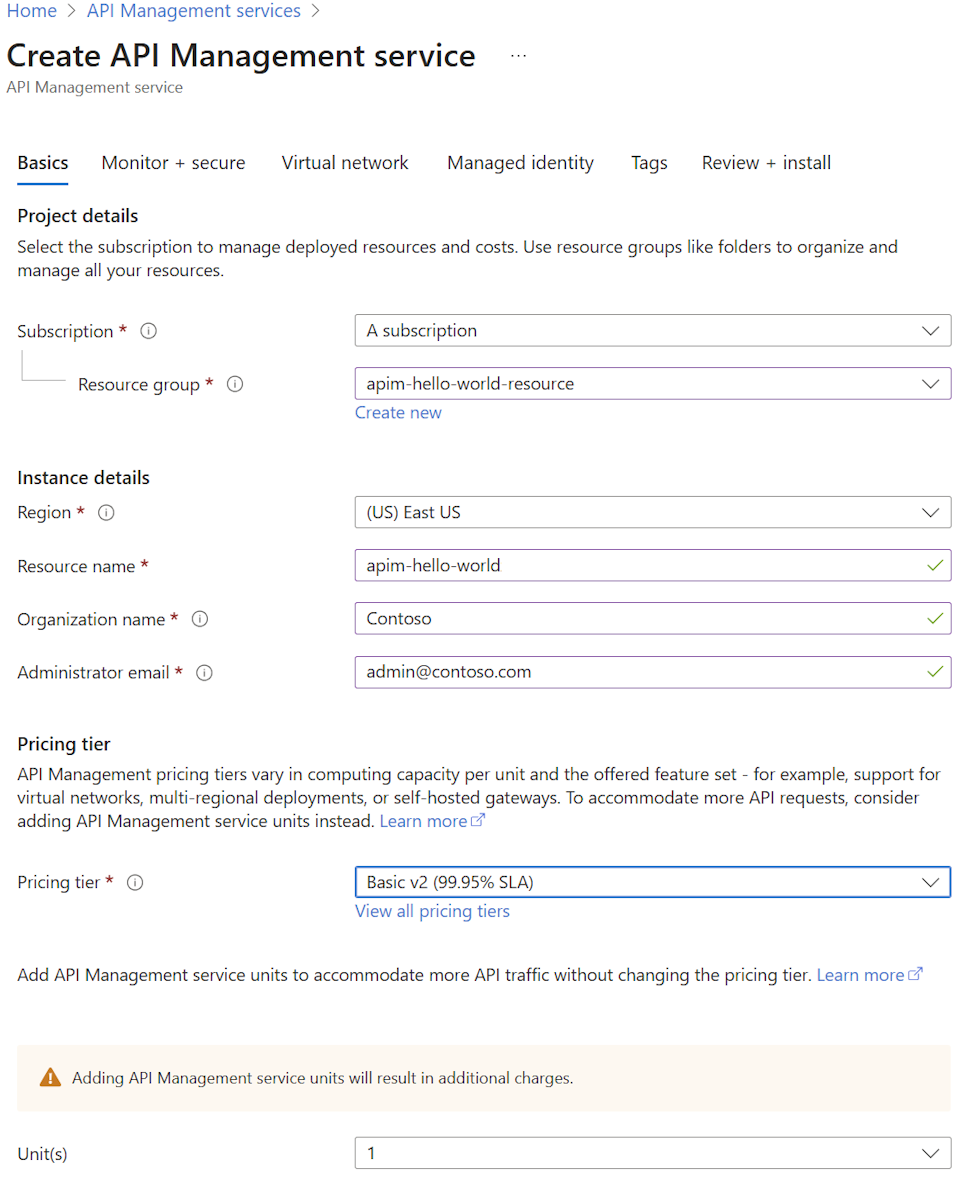 Home > API Management services >
Create API Management service ...
API Management service
Basics Monitor + secure Virtual network Managed identity Tags Review + install
Project details
Select the subscription to manage deployed resources and costs. Use resource groups like folders to organize and
manage all your resources.
Subscription * A subscription
Resource group * apim-hello-world-resource
Create new
Instance details
Region * (US) East US
Resource name * apim-hello-world
Organization name * Contoso
Administrator email * admin@contoso.com
Pricing tier
API Management pricing tiers vary in computing capacity per unit and the offered feature set - for example, support for
virtual networks, multi-regional deployments, or self-hosted gateways. To accommodate more API requests, consider
adding API Management service units instead. Learn more
Pricing tier * Basic v2 (99.95% SLA)
View all pricing tiers
Add API Management service units to accommodate more API traffic without changing the pricing tier. Learn more
Adding API Management service units will result in additional charges.
Unit(s) 1